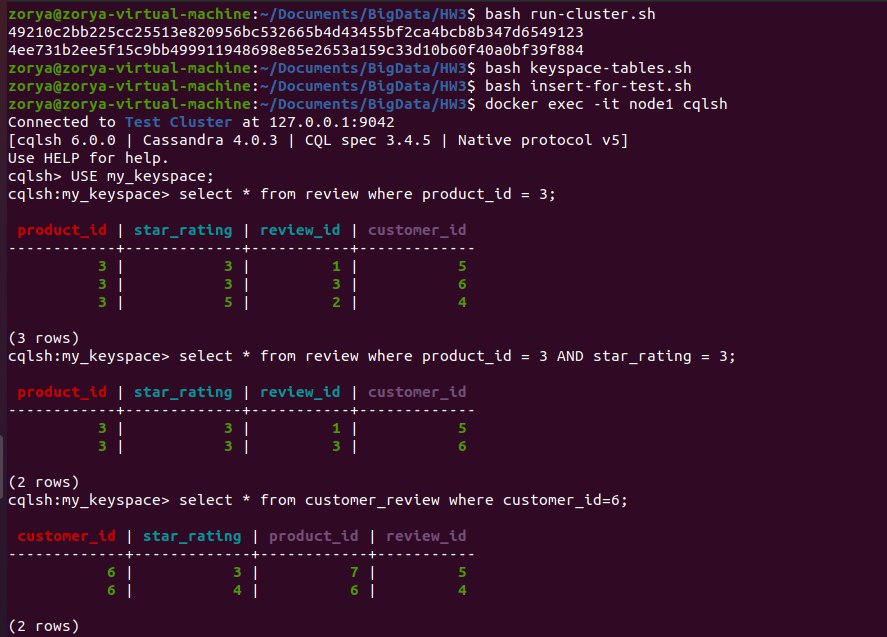 zorya@zorya-virtual-machine:~/Documents/BigData/HW3$ bash run-cluster.sh
49210c2bb225cc25513e820956bc532665b4d43455bf2ca4bcb8b347d6549123
4ee731b2ee5f15c9bb499911948698e85e2653a159c33d10b60f40a0bf39f884
zorya@zorya-virtual-machine:~/Documents/BigData/HW3$ bash keyspace-tables.sh
zorya@zorya-virtual-machine:~/Documents/BigData/HW3$ bash insert-for-test.sh
zorya@zorya-virtual-machine:~/Documents/BigData/HW3$ docker exec -it node1 cqlsh
Connected to Test Cluster at 127.0.0.1:9042
[cqlsh 6.0.0 | Cassandra 4.0.3 | CQL spec 3.4.5 | Native protocol v5]
Use HELP for help.
cqlsh> USE my_keyspace;
cqlsh:my_keyspace> select * from review where product_id = 3;
product_id | star_rating | review_id | customer_id
------------+-------------+-----------+-------------
3 | 3 | 1 | 5
3 | 3 | 3 | 6
3 | 5 | 2 | 4
(3 rows)
cqlsh:my_keyspace> select * from review where product_id = 3 AND star_rating = 3;
product_id | star_rating | review_id | customer_id
------------+-------------+-----------+-------------
3 | 3 | 1 | 5
3 | 3 | 3 | 6
(2 rows)
cqlsh:my_keyspace> select * from customer_review where customer_id=6;
customer_id | star_rating | product_id | review_id
-------------+-------------+------------+-----------
6 | 3 | 7 | 5
6 | 4 | 6 | 4
(2 rows)